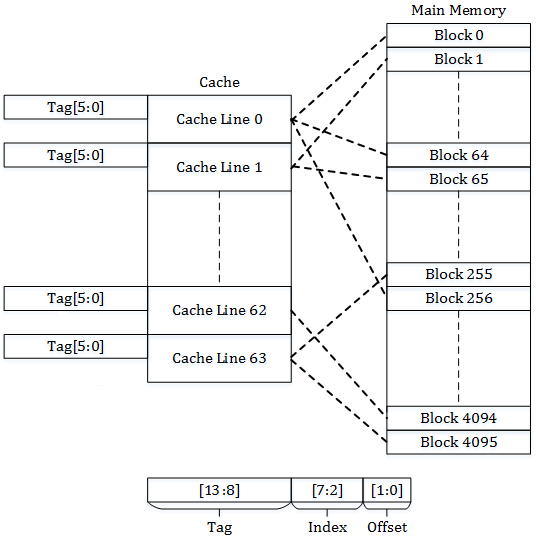 Main Memory
Block 0
Block 1
Cache
Tag[5:0]
Cache Line 0
Tag[5:0]
Cache Line 1
Block 64
Block 65
Block 255
Block 256
Tag[5:0]
Cache Line 62
Tag[5:0]
Cache Line 63
Block 4094
Block 4095
[13:8] [7:2] [1:0]
Tag Index Offset